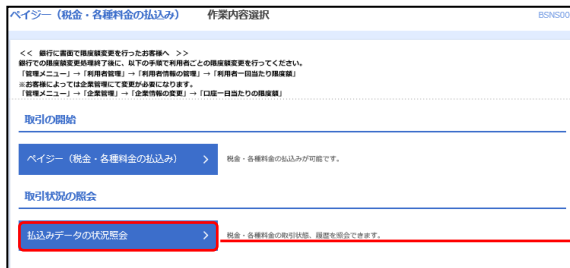 ペイジー（税金・各種料金の払込み） 作業内容選択 BSNS00
＜＜ 銀行に書面で限度額変更を行ったお客様へ ＞＞
銀行での限度額変更処理終了後に、以下の手順で利用者ごとの限度額変更を行ってください。
「管理メニュー」→「利用者管理」→「利用者情報の管理」→「利用者一回当たり限度額」
※お客様によっては企業管理にて変更が必要になります。
「管理メニュー」→「企業管理」→「企業情報の変更」→「口座一日当たりの限度額」
取引の開始
ペイジー（税金・各種料金の払込み） 税金・各種料金の払込みが可能です。
取引状況の照会
払込みデータの状況照会 税金・各種料金の取引状態、履歴を照会できます。